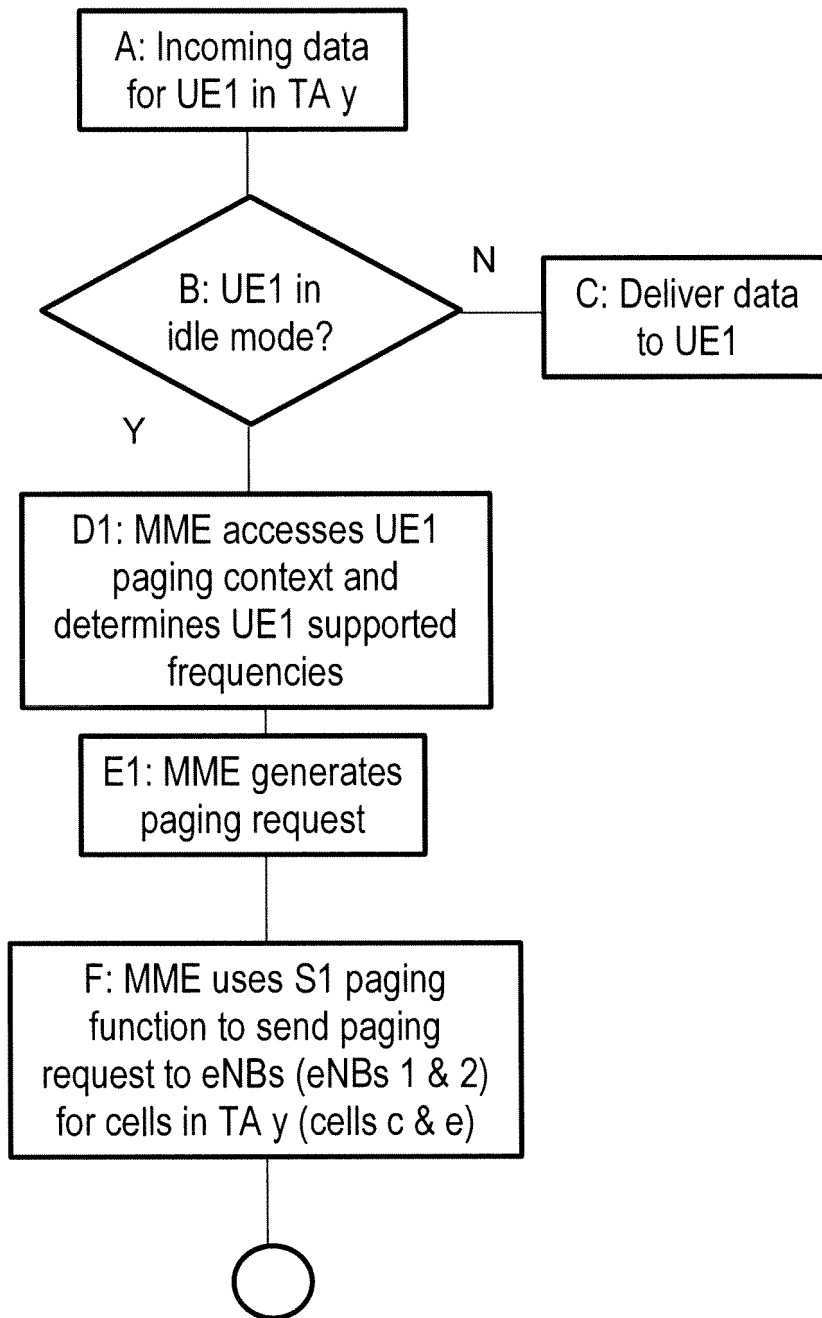 A: Incoming data
for UE1 in TA y
B: UE1 in
idle mode?
N
C: Deliver data
to UE1
Y
D1: MME accesses UE1
paging context and
determines UE1 supported
frequencies
E1: MME generates
paging request
F: MME uses S1 paging
function to send paging
request to eNBs (eNBs 1 & 2)
for cells in TA y (cells c & e)